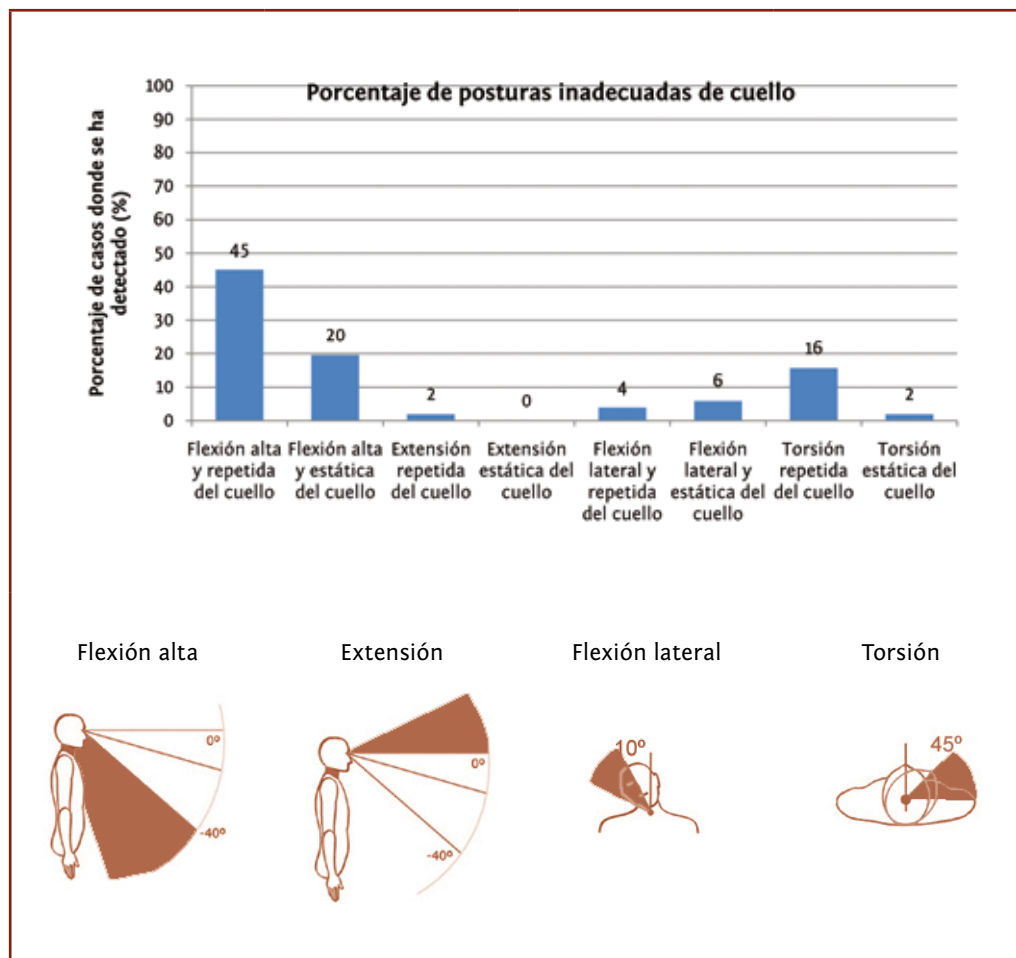 Porcentaje de posturas inadecuadas de cuello
Porcentaje de casos donde se ha
detectado (%)
100
90
80
70
60
50
40
30
20
10
0
45
20
2
0
4
6
16
2
Flexión alta
y repetida
del cuello
Flexión alta
y estática
del cuello
Extensión
repetida
del cuello
Extensión
estática del
cuello
Flexión
lateral y
repetida
del cuello
Flexión
lateral y
estática del
cuello
Torsión
repetida
del cuello
Torsión
estática del
cuello
Flexión alta
Extensión
Flexión lateral
Torsión
0º
-40º
0º
-40º
10º
45º